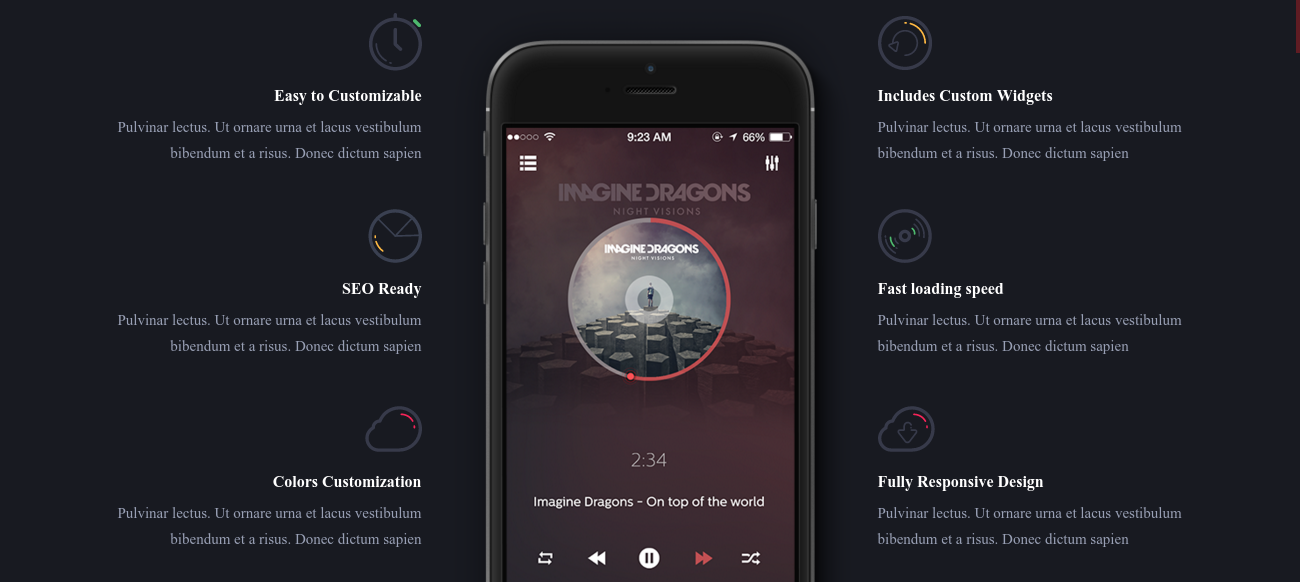 Easy to Customizable
Pulvinar lectus. Ut ornare urna et lacus vestibulum
bibendum et a risus. Donec dictum sapien
SEO Ready
Pulvinar lectus. Ut ornare urna et lacus vestibulum
bibendum et a risus. Donec dictum sapien
Colors Customization
Pulvinar lectus. Ut ornare urna et lacus vestibulum
bibendum et a risus. Donec dictum sapien
9:23 AM 66%
IMAGINE DRAGONS
NIGHT VISIONS
IMAGINE DRAGONS
NIGHT VISIONS
2:34
Imagine Dragons - On top of the world
Includes Custom Widgets
Pulvinar lectus. Ut ornare urna et lacus vestibulum
bibendum et a risus. Donec dictum sapien
Fast loading speed
Pulvinar lectus. Ut ornare urna et lacus vestibulum
bibendum et a risus. Donec dictum sapien
Fully Responsive Design
Pulvinar lectus. Ut ornare urna et lacus vestibulum
bibendum et a risus. Donec dictum sapien